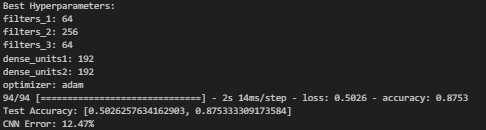 Best Hyperparameters:
filters_1: 64
filters_2: 256
filters_3: 64
dense_units1: 192
dense_units2: 192
optimizer: adam
94/94 [==============================] - 2s 14ms/step - loss: 0.5026 - accuracy: 0.8753
Test Accuracy: [0.5026257634162903, 0.875333309173584]
CNN Error: 12.47%